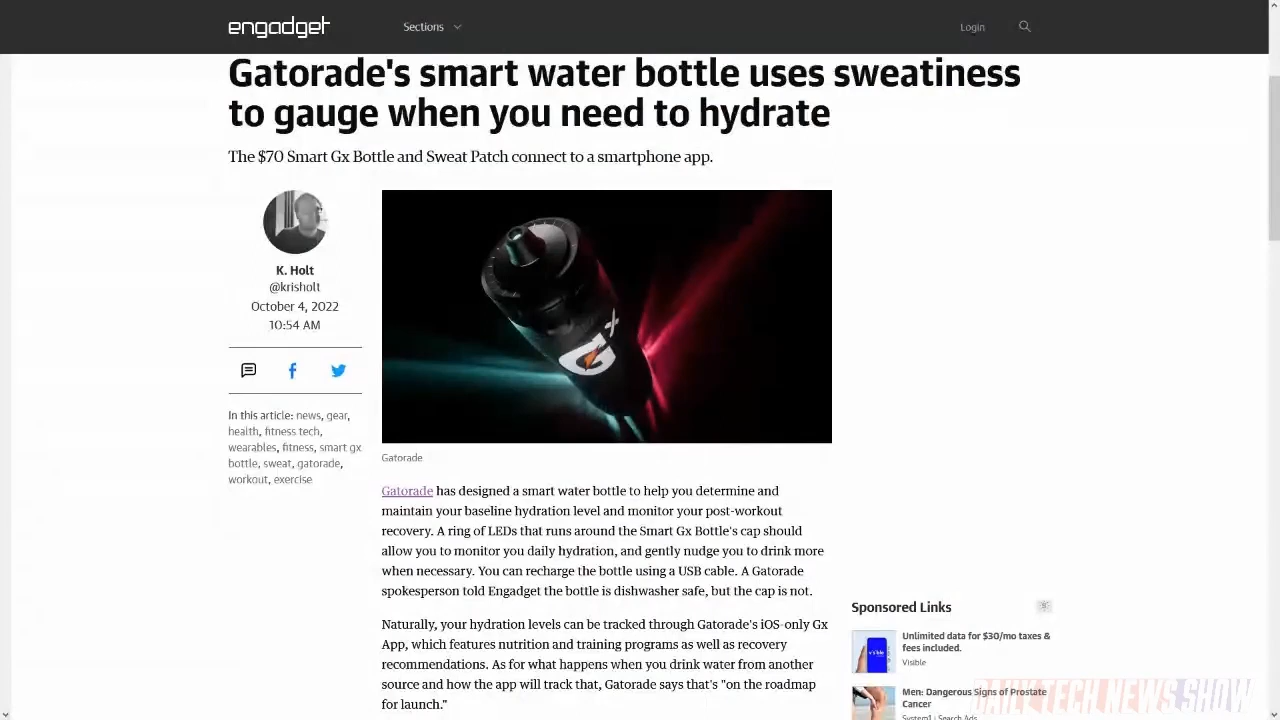 engadget
Sections
Login
Gatorade's smart water bottle uses sweatiness
to gauge when you need to hydrate
The $70 Smart Gx Bottle and Sweat Patch connect to a smartphone app.
K. Holt
@krisholt
October 4, 2022
10:54 AM
In this article: news, gear,
health, fitness tech,
wearables, fitness, smart gx
bottle, sweat, gatorade,
workout, exercise
Gx
Gatorade
Gatorade has designed a smart water bottle to help you determine and
maintain your baseline hydration level and monitor your post-workout
recovery. A ring of LEDs that runs around the Smart Gx Bottle's cap should
allow you to monitor you daily hydration, and gently nudge you to drink more
when necessary. You can recharge the bottle using a USB cable. A Gatorade
spokesperson told Engadget the bottle is dishwasher safe, but the cap is not.
Naturally, your hydration levels can be tracked through Gatorade's iOS-only Gx
App, which features nutrition and training programs as well as recovery
recommendations. As for what happens when you drink water from another
source and how the app will track that, Gatorade says that's "on the roadmap
for launch."
Sponsored Links
Unlimited data for $30/mo taxes &
fees included.
Visible
Men: Dangerous Signs of Prostate
Cancer
System1 | Search Ads
DAILY TECH NEWS SHOW